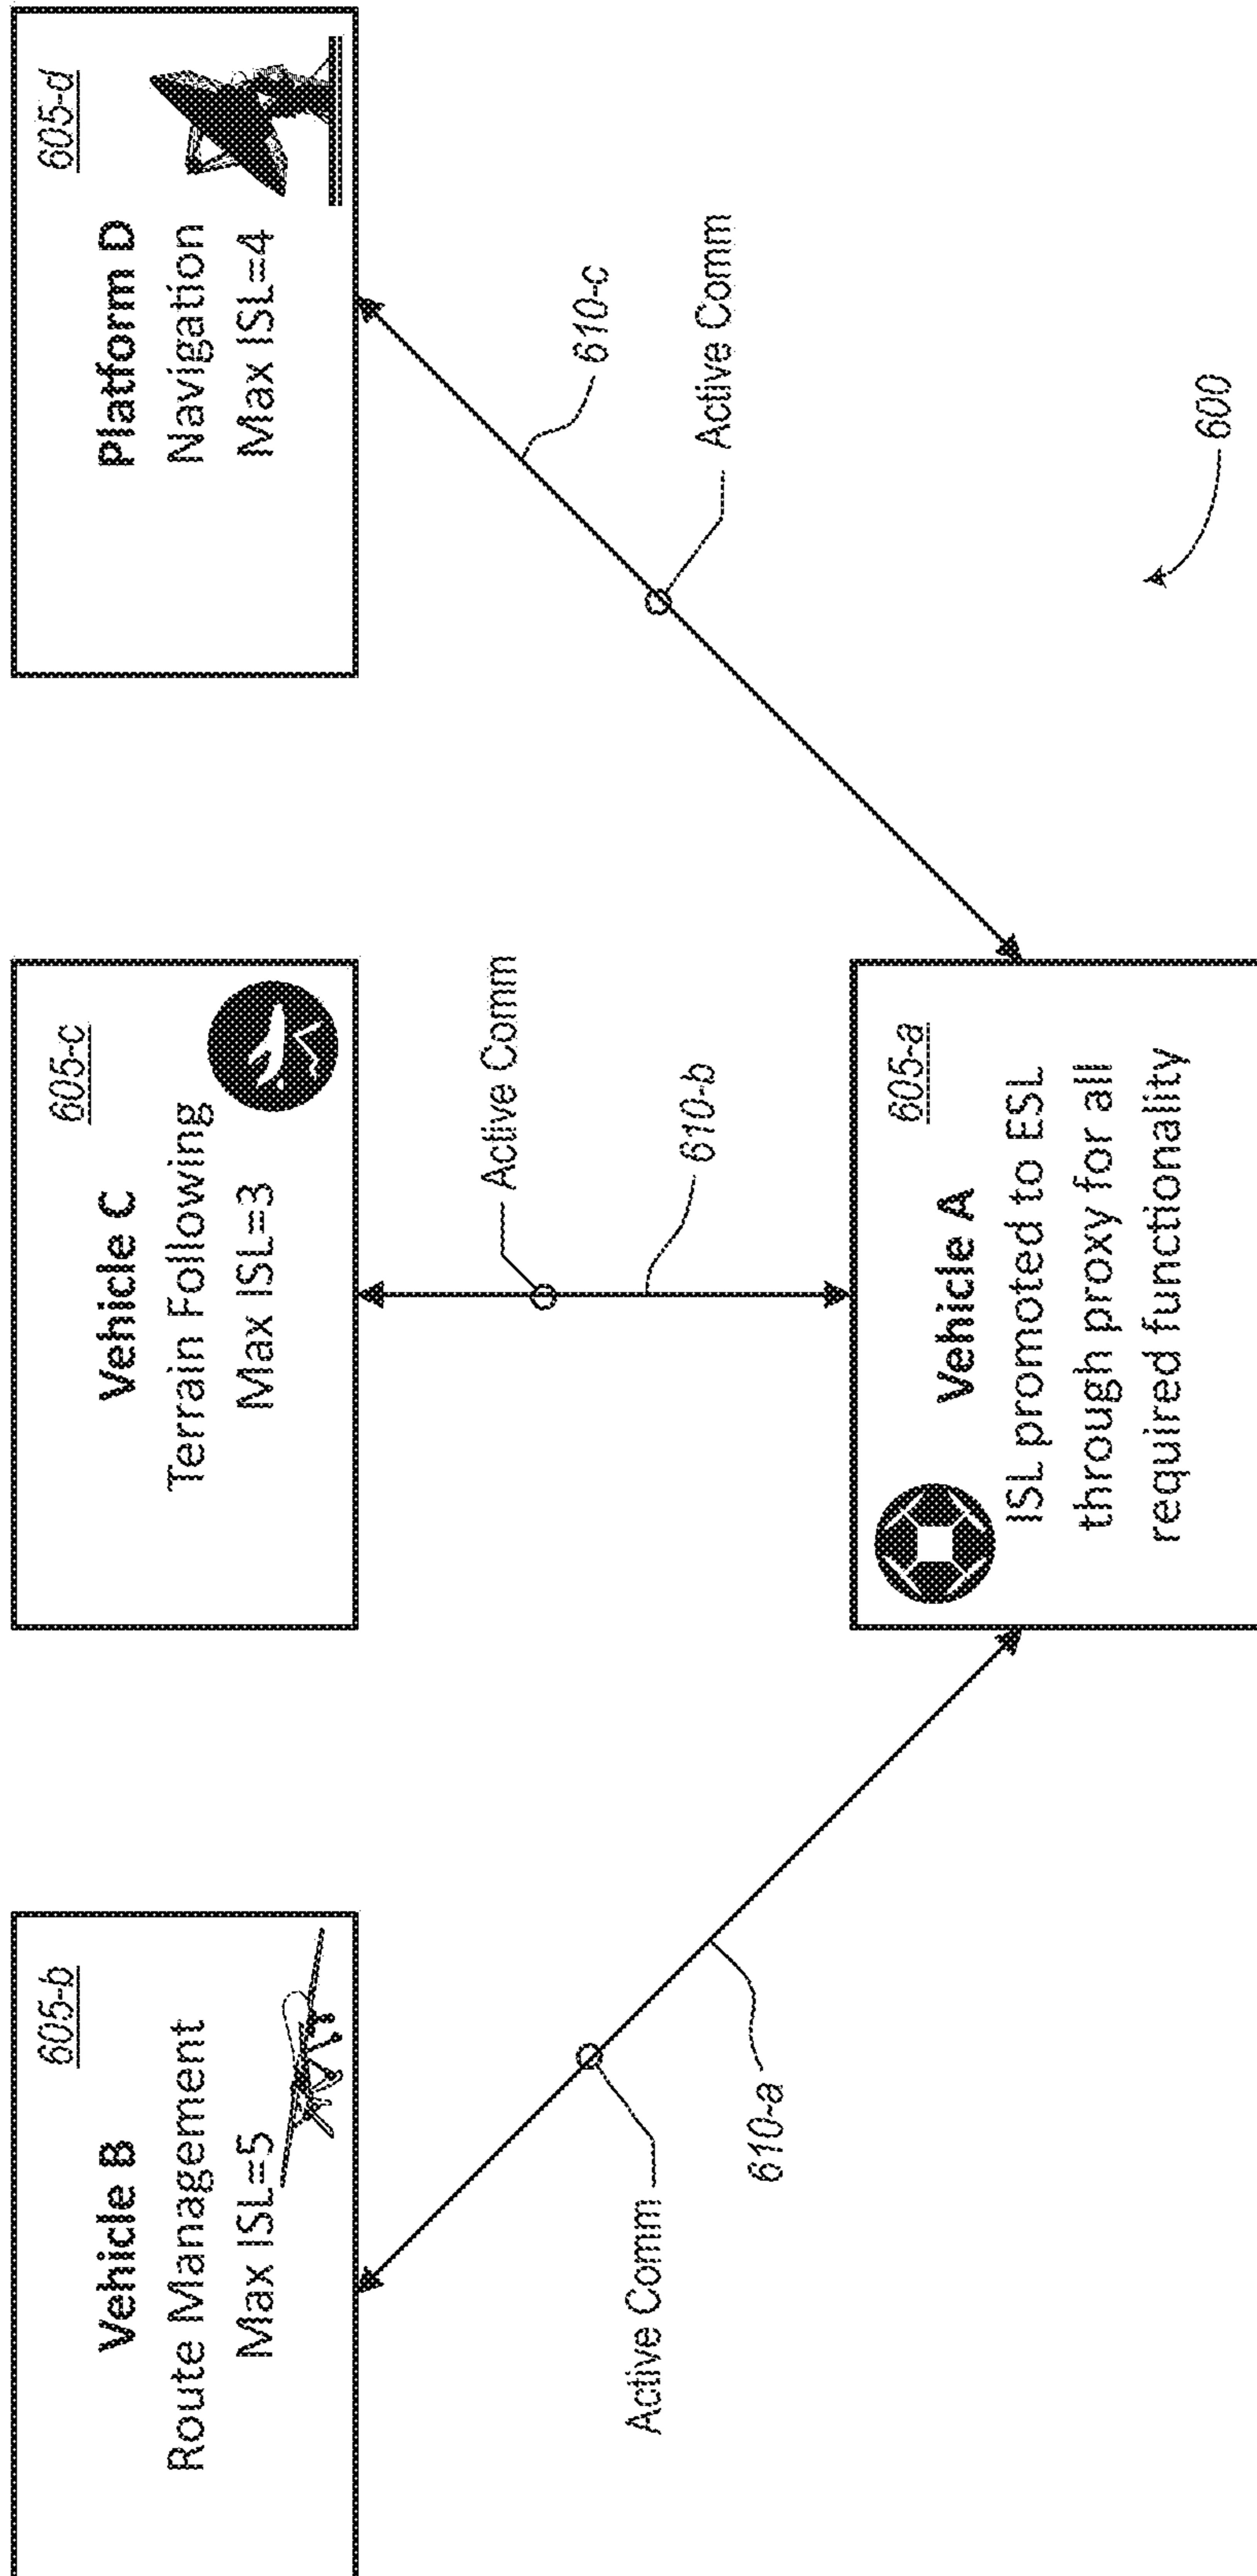 605-b
Vehicle B
Route Management
Max ISL=5
605-c
Vehicle C
Terrain Following
Max ISL=3
605-d
Platform D
Navigation
Max ISL=4
Active Comm
610-a
Active Comm
610-b
610-c
Active Comm
605-a
Vehicle A
ISL promoted to ESL
through proxy for all
required functionality
600